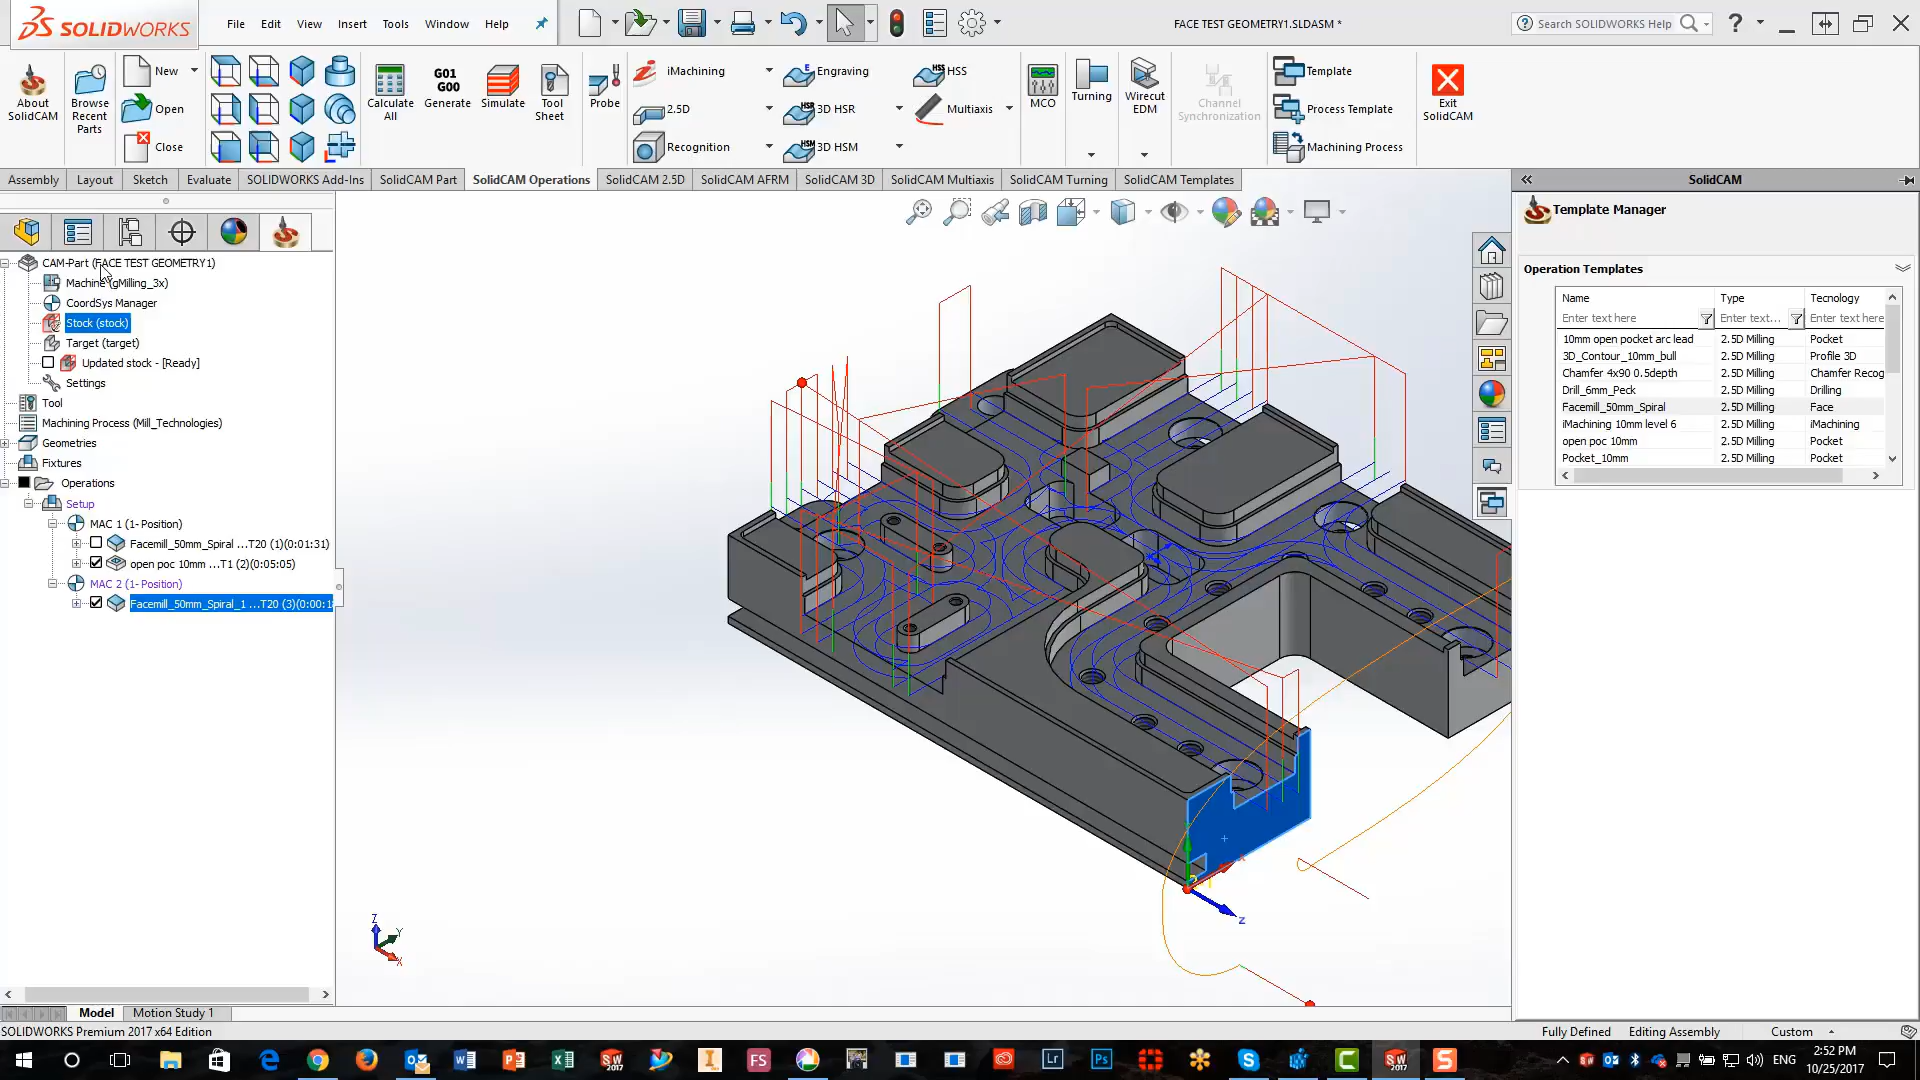 SOLIDWORKS
File Edit View Insert Tools Window Help
FACE TEST GEOMETRY1.SLDASM *
Search SOLIDWORKS Help
About SolidCAM
Browse Recent Parts
New
Open
Close
Calculate All
G01 G00
Generate
Simulate
Tool Sheet
Probe
iMachining
2.5D
Recognition
Engraving
3D HSR
3D HSM
HSS
Multiaxis
MCO
Turning
Wirecut EDM
Channel Synchronization
Template
Process Template
Machining Process
Exit SolidCAM
Assembly Layout Sketch Evaluate SOLIDWORKS Add-Ins SolidCAM Part SolidCAM Operations SolidCAM 2.5D SolidCAM AFRM SolidCAM 3D SolidCAM Multiaxis SolidCAM Turning SolidCAM Templates
SolidCAM
CAM-Part (FACE TEST GEOMETRY1)
Machine (gMilling_3x)
CoordSys Manager
Stock (stock)
Target (target)
Updated stock - [Ready]
Settings
Tool
Machining Process (Mill_Technologies)
Geometries
Fixtures
Operations
Setup
MAC 1 (1- Position)
Facemill_50mm_Spiral ...T20 (1)(0:01:31)
open poc 10mm ...T1 (2)(0:05:05)
MAC 2 (1- Position)
Facemill_50mm_Spiral_1 ...T20 (3)(0:00:1
Template Manager
Operation Templates
Name Type Tecnology
Enter text here Enter text... Enter text here
10mm open pocket arc lead 2.5D Milling Pocket
3D_Contour_10mm_bull 2.5D Milling Profile 3D
Chamfer 4x90 0.5depth 2.5D Milling Chamfer Recog
Drill_6mm_Peck 2.5D Milling Drilling
Facemill_50mm_Spiral 2.5D Milling Face
iMachining 10mm level 6 2.5D Milling iMachining
open poc 10mm 2.5D Milling Pocket
Pocket_10mm 2.5D Milling Pocket
Z
Y
X
Z
Model Motion Study 1
SOLIDWORKS Premium 2017 x64 Edition
Fully Defined Editing Assembly Custom
ENG
2:52 PM
10/25/2017